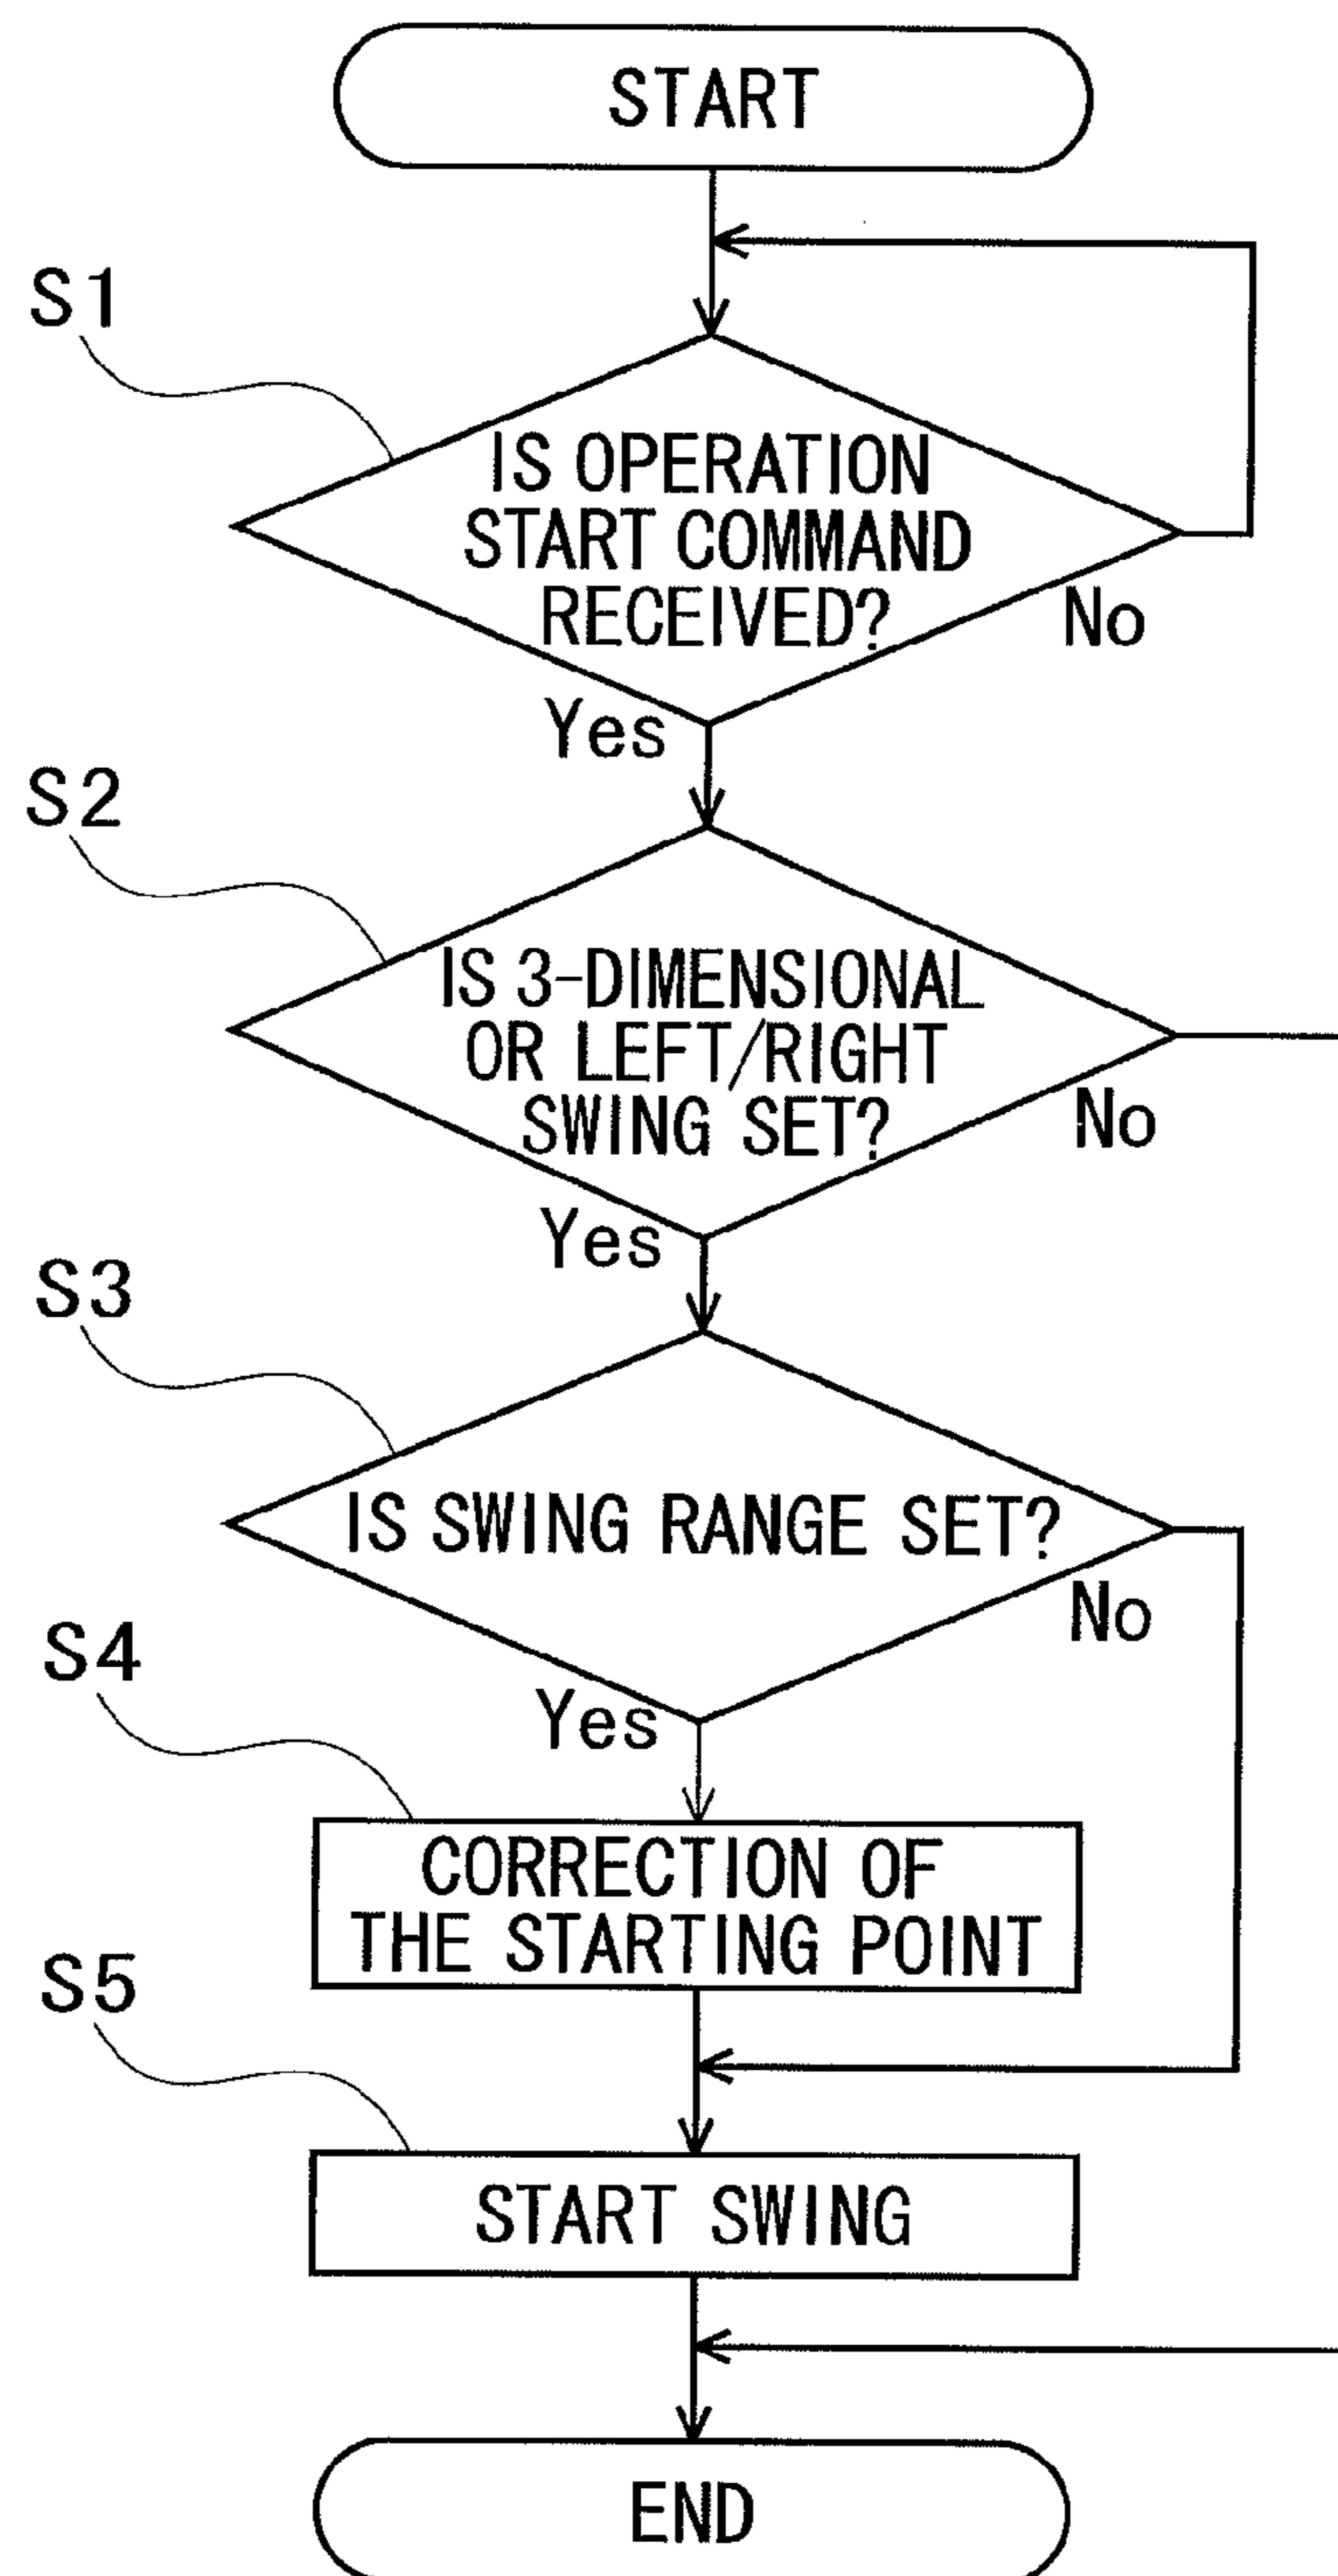 START
S1
IS OPERATION
START COMMAND
RECEIVED?
No
Yes
S2
IS 3-DIMENSIONAL
OR LEFT/RIGHT
SWING SET?
No
Yes
S3
IS SWING RANGE SET?
No
Yes
S4
CORRECTION OF
THE STARTING POINT
S5
START SWING
END